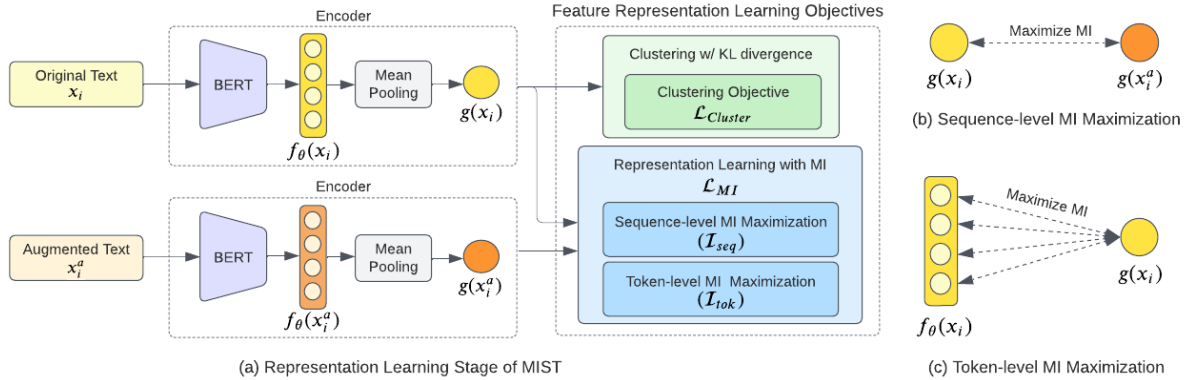 Encoder
Original Text
x_i
BERT
f_θ(x_i)
Mean
Pooling
g(x_i)
Encoder
Augmented Text
x_i^a
BERT
f_θ(x_i^a)
Mean
Pooling
g(x_i^a)
Feature Representation Learning Objectives
Clustering w/ KL divergence
Clustering Objective
ℒ_Cluster
Representation Learning with MI
ℒ_MI
Sequence-level MI Maximization
(ℐ_seq)
Token-level MI Maximization
(ℐ_tok)
(a) Representation Learning Stage of MIST
Maximize MI
g(x_i)
g(x_i^a)
(b) Sequence-level MI Maximization
Maximize MI
g(x_i)
f_θ(x_i)
(c) Token-level MI Maximization